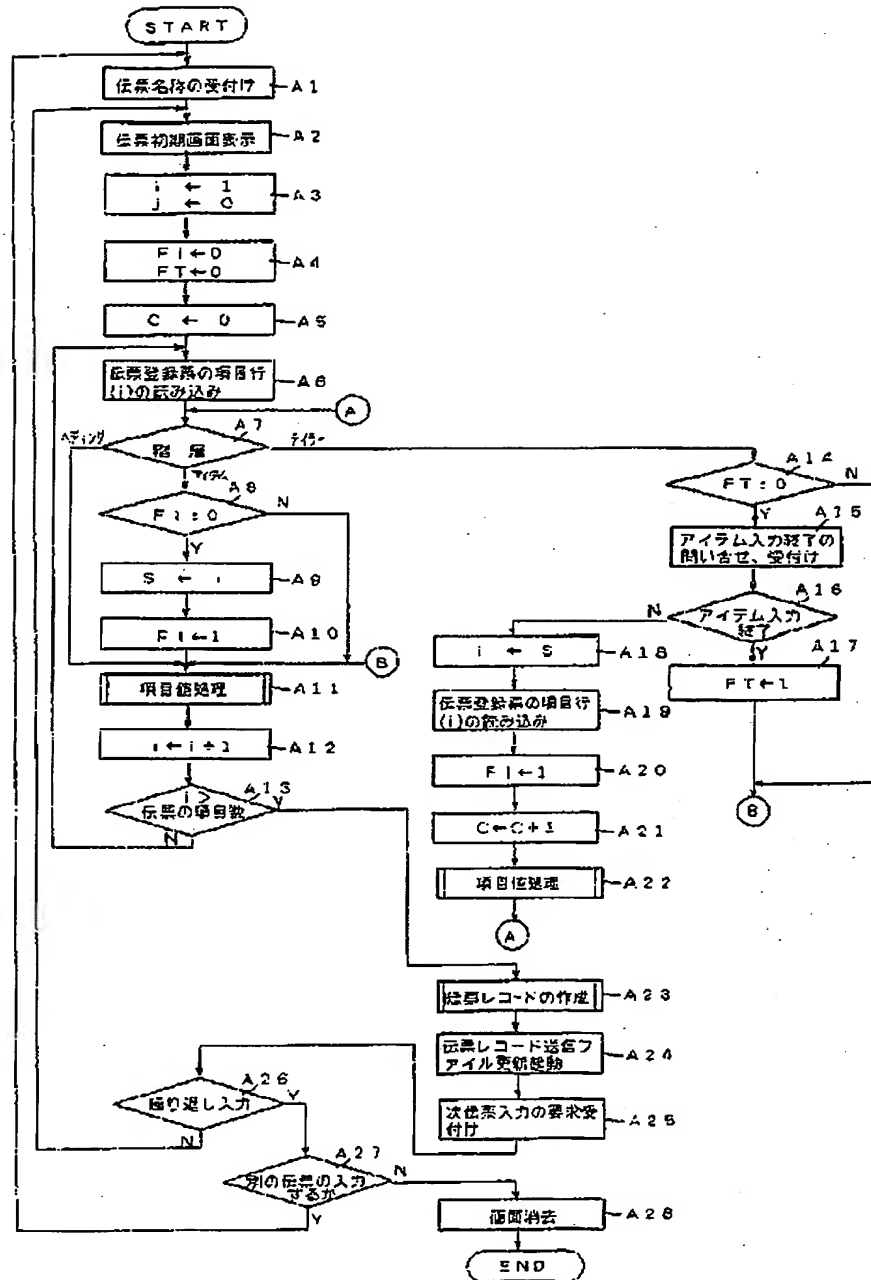 START
伝票名称の受付け A1
伝票初期画面表示 A2
i ← 1
j ← 0
A3
FI←0
FT←0
A4
C ← 0 A5
伝票登録票の項目行
(i)の読み込み
A6
A
A7
ヘディング
テイラー
階層
アイテム
A8
FI=0
N
Y
S ← i A9
FI←1 A10
B
項目値処理 A11
i←i+1 A12
A13
i>
伝票の項目数
Y
N
A14
FT=0
N
Y
A15
アイテム入力終了の
問い合せ、受付け
A16
アイテム入力
終了
N
Y
A17
FT←1
B
i ← S A18
伝票登録票の項目行
(i)の読み込み
A19
FI←1 A20
C←C+1 A21
項目値処理 A22
A
伝票レコードの作成 A23
伝票レコード送信フ
ァイル更新起動
A24
次伝票入力の要求受
付け
A25
A26
繰り返し入力
Y
N
A27
別の伝票の入力
するか
N
Y
画面消去 A28
END